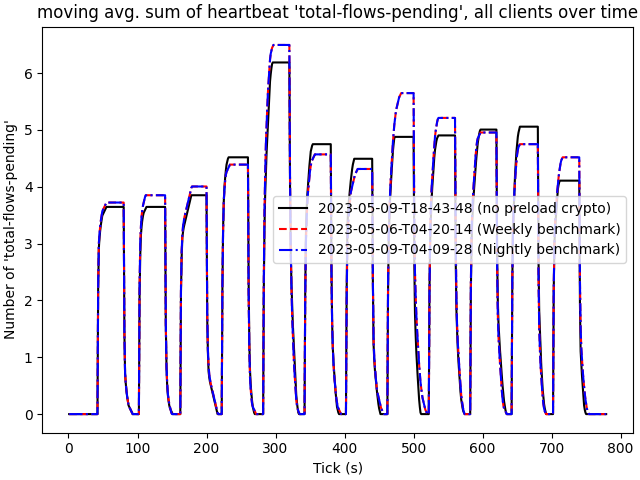 moving avg. sum of heartbeat 'total-flows-pending', all clients over time
Number of 'total-flows-pending'
6
5
4
3
2
1
0
2023-05-09-T18-43-48 (no preload crypto)
2023-05-06-T04-20-14 (Weekly benchmark)
2023-05-09-T04-09-28 (Nightly benchmark)
0 100 200 300 400 500 600 700 800
Tick (s)